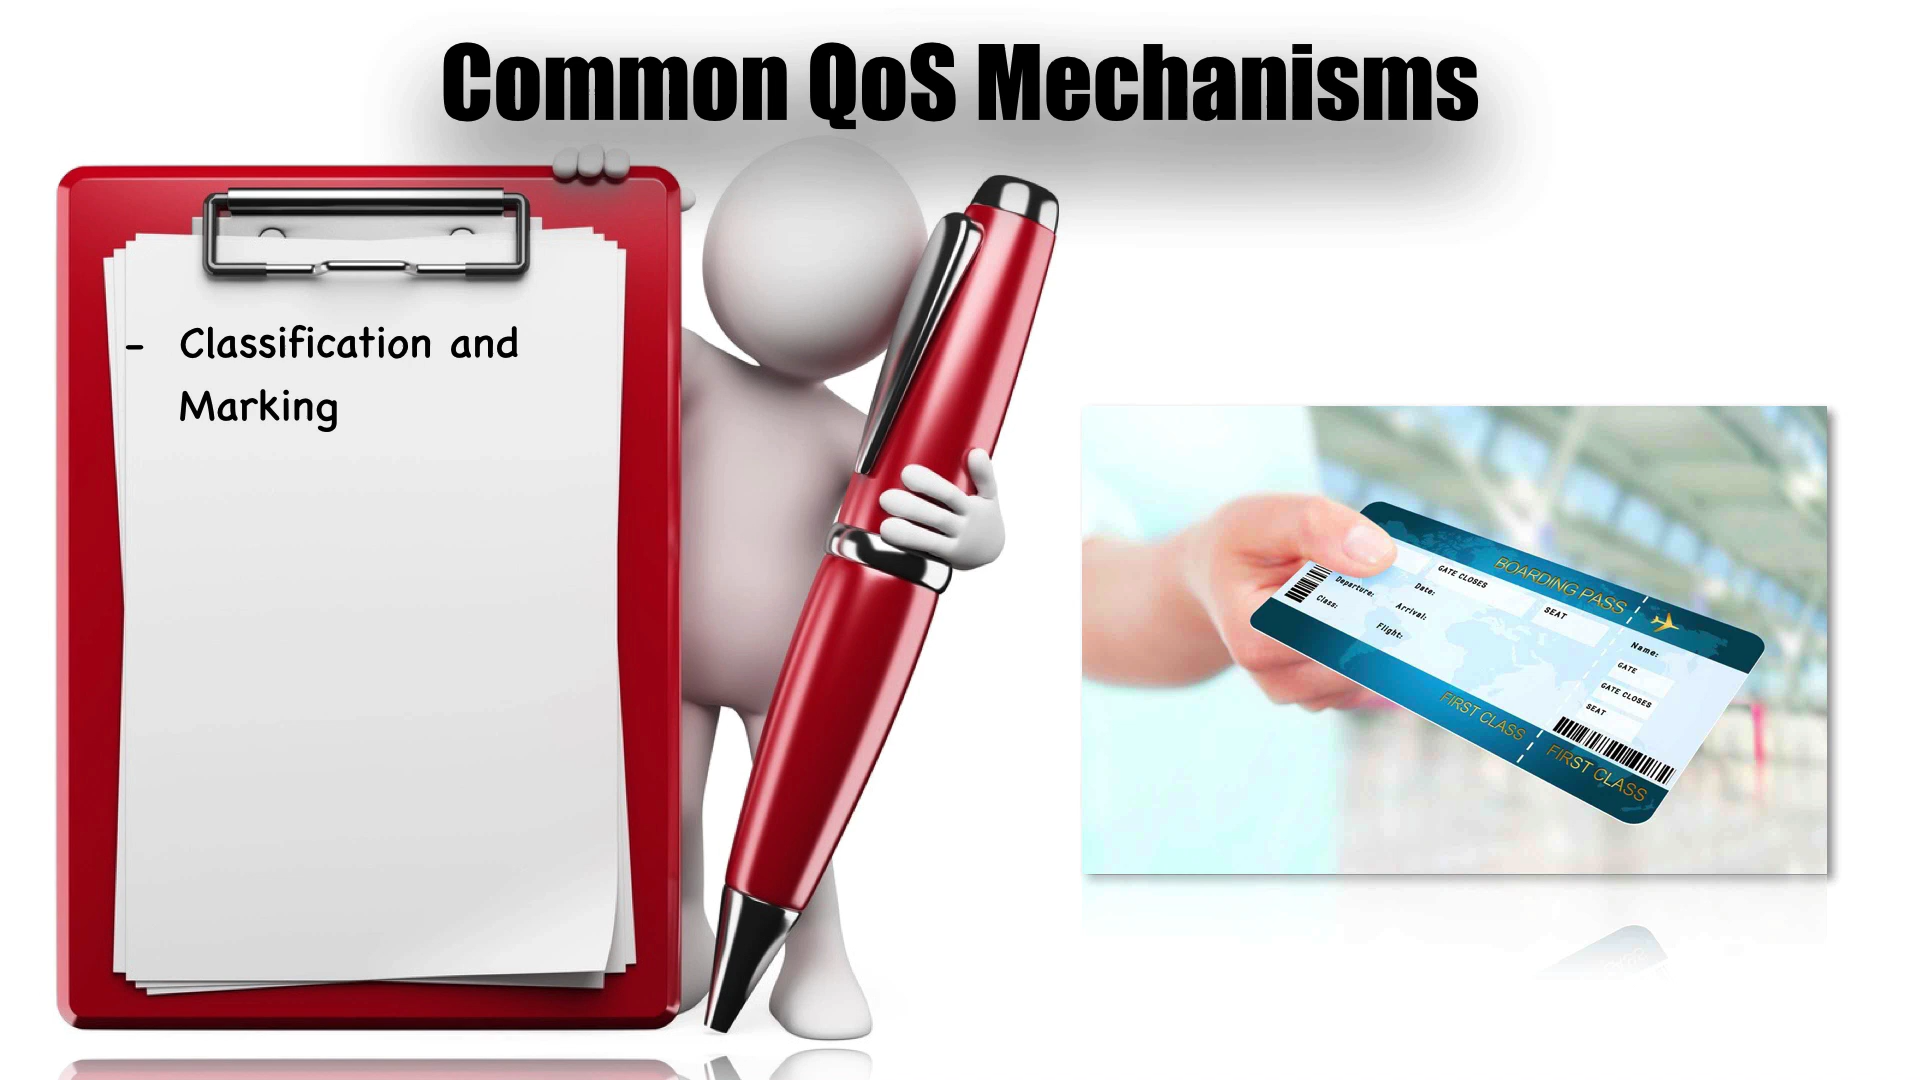 Common QoS Mechanisms
- Classification and
Marking
BOARDING PASS
GATE CLOSES
Date:
SEAT
Departure:
Class:
Arrival:
Flight:
Name:
GATE
GATE CLOSES
SEAT
FIRST CLASS
FIRST CLASS